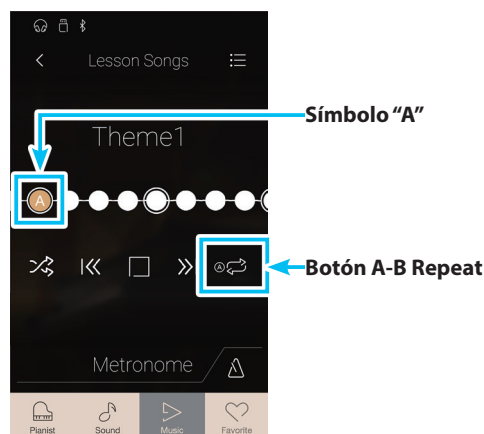 Lesson Songs
Símbolo “A”
Theme1
A
A
Botón A-B Repeat
Metronome
Pianist Sound Music Favorite